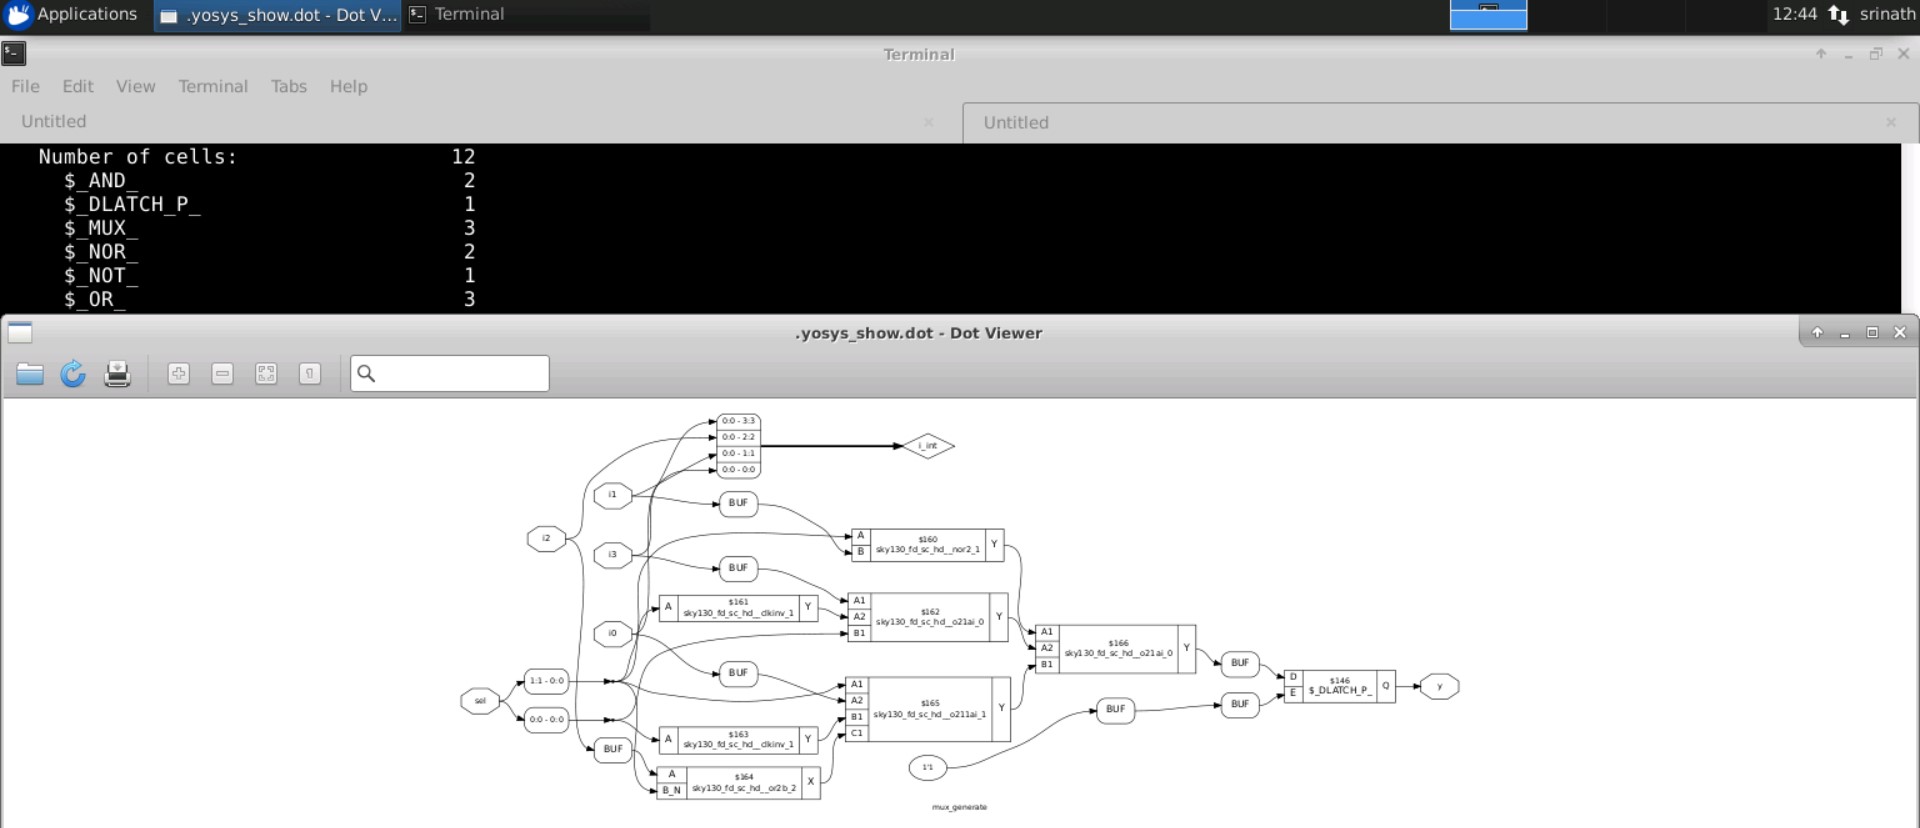 Applications
.yosys_show.dot - Dot V...
Terminal
12:44
srinath
Terminal
File Edit View Terminal Tabs Help
Untitled
Untitled
Number of cells: 12
$_AND_ 2
$_DLATCH_P_ 1
$_MUX_ 3
$_NOR_ 2
$_NOT_ 1
$_OR_ 3
.yosys_show.dot - Dot Viewer
0:0 - 3:3
0:0 - 2:2
0:0 - 1:1
0:0 - 0:0
i_int
i1
BUF
i2
A
B
$160
sky130_fd_sc_hd__nor2_1
Y
i3
BUF
A
$161
sky130_fd_sc_hd__clkinv_1
Y
A1
A2
B1
$162
sky130_fd_sc_hd__o21ai_0
Y
i0
BUF
A1
A2
B1
$166
sky130_fd_sc_hd__o21ai_0
Y
BUF
sel
1:1 - 0:0
0:0 - 0:0
A1
A2
B1
C1
$165
sky130_fd_sc_hd__o211ai_1
Y
BUF
BUF
D
E
$146
$_DLATCH_P_
Q
y
BUF
A
$163
sky130_fd_sc_hd__clkinv_1
Y
A
B_N
$164
sky130_fd_sc_hd__or2b_2
X
1'1
mux_generate